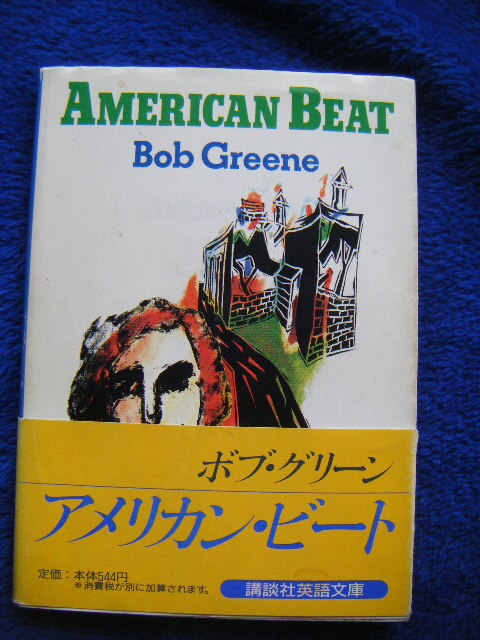 AMERICAN BEAT
Bob Greene
ボブ・グリーン
アメリカン・ビート
定価：本体544円
※消費税が別に加算されます。
講談社英語文庫